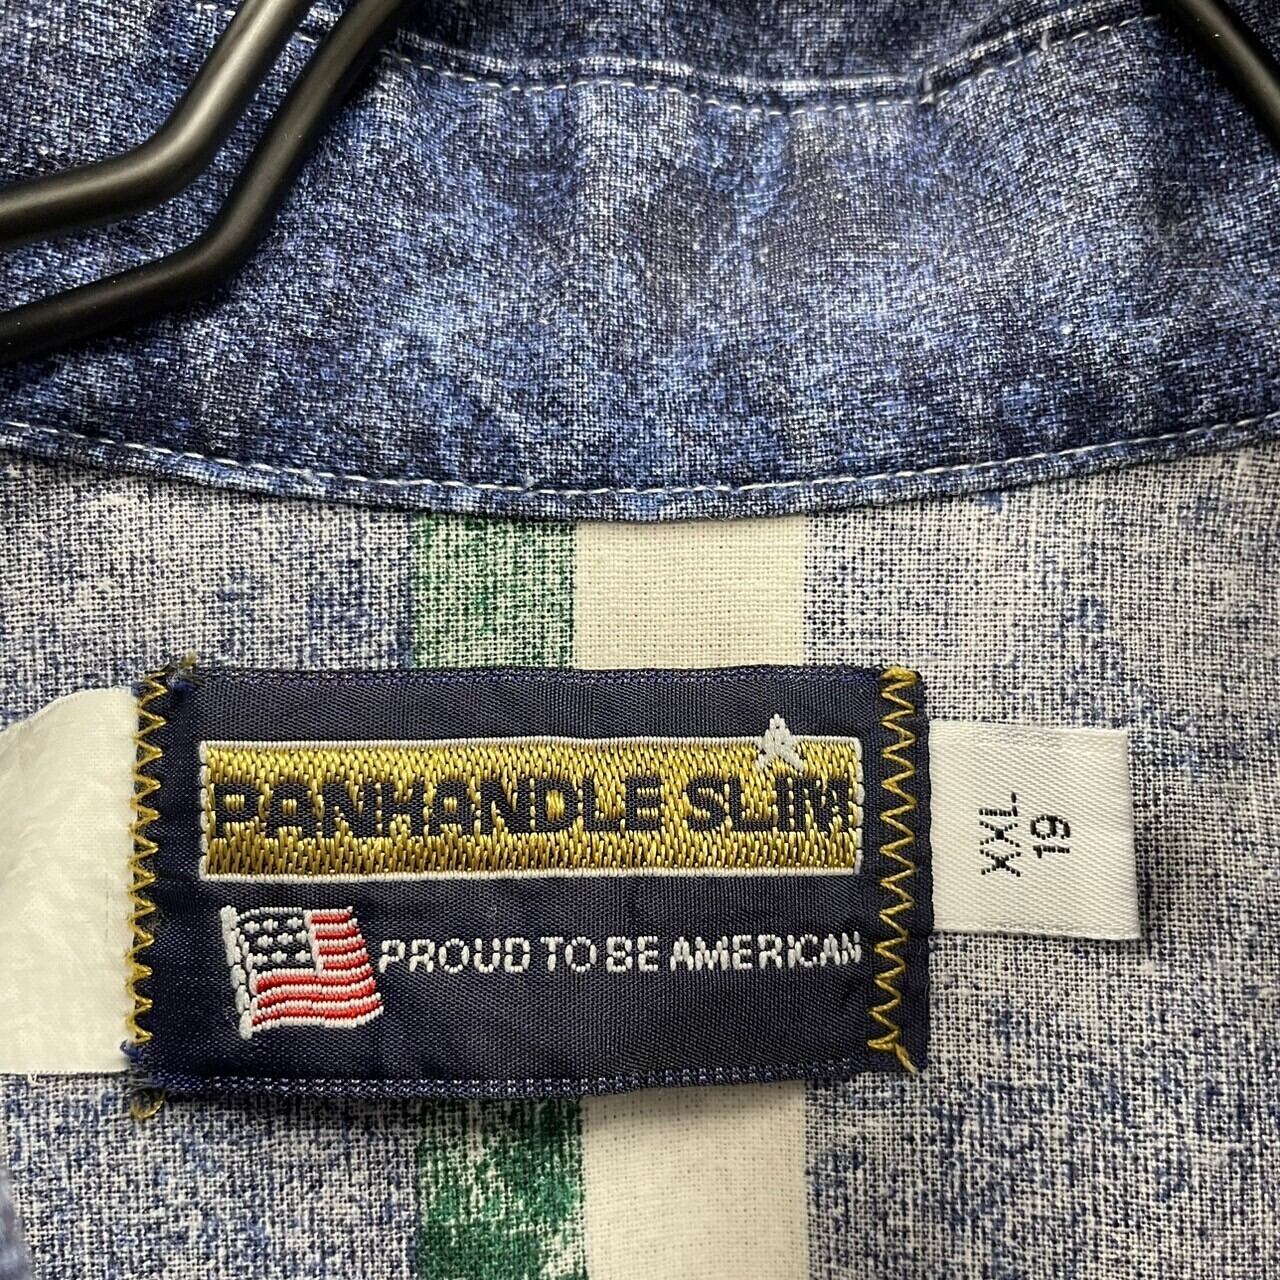 PANHANDLE SLIM
PROUD TO BE AMERICAN
XXL
19